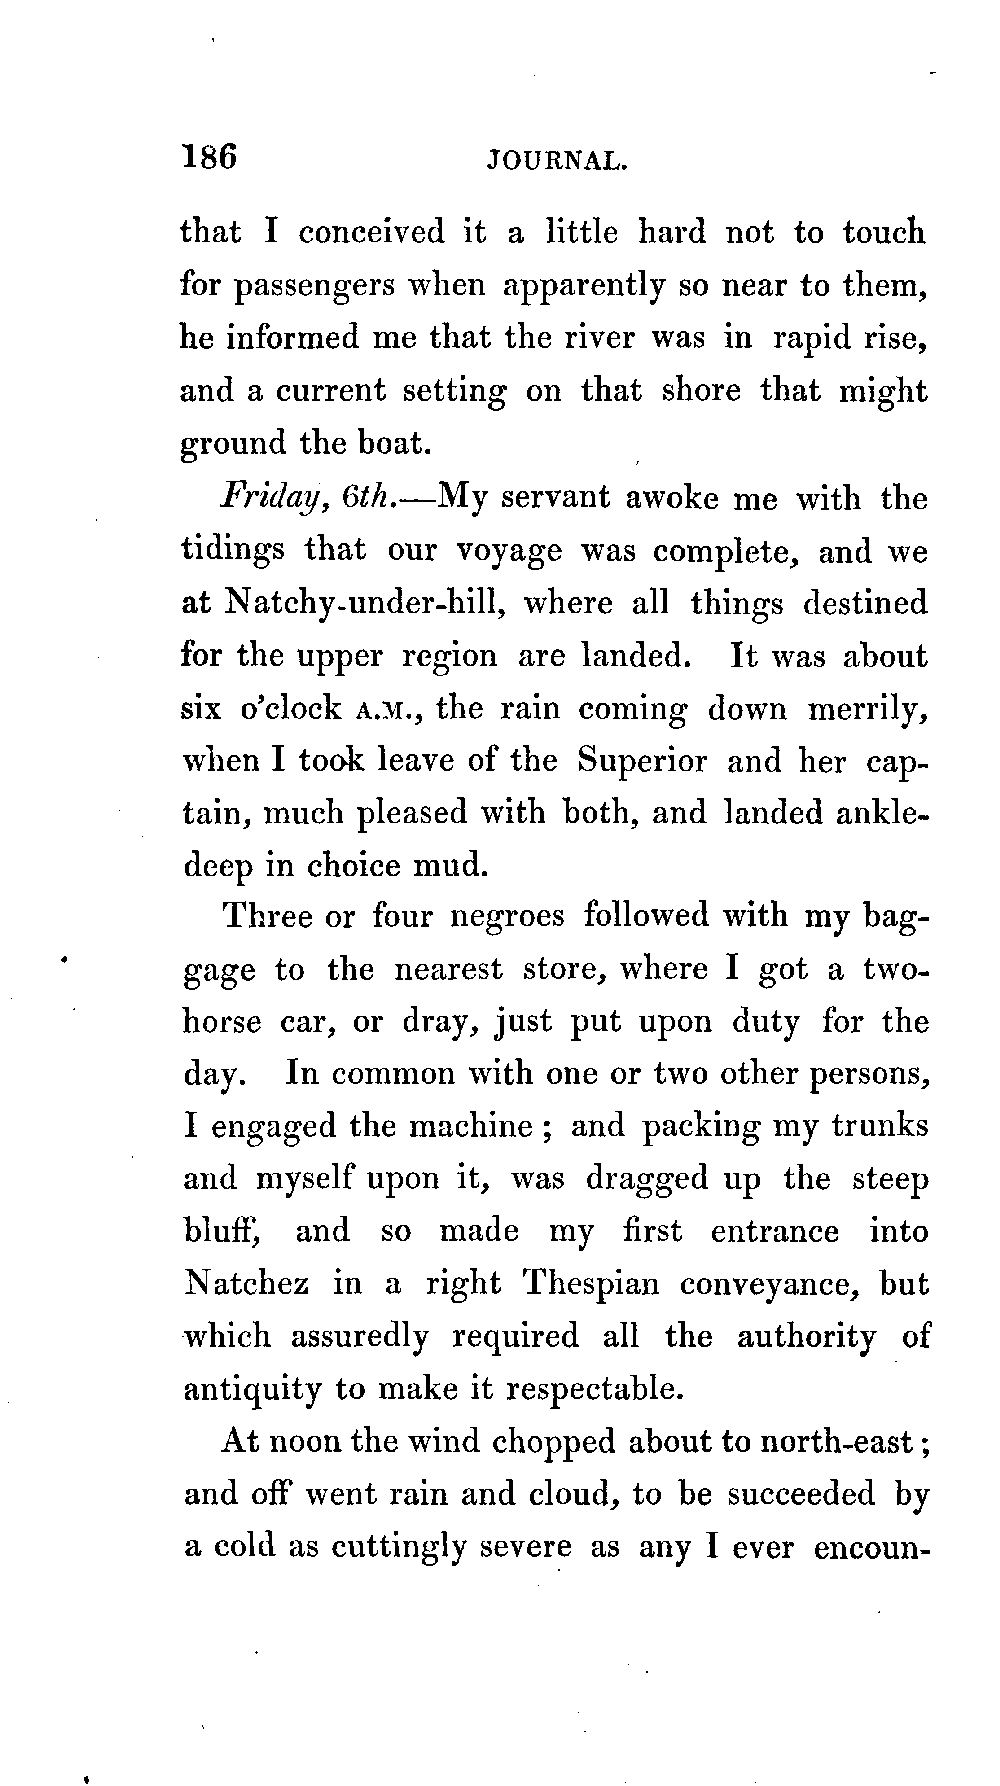 186 JOURNAL.
that I conceived it a little hard not to touch
for passengers when apparently so near to them,
he informed me that the river was in rapid rise,
and a current setting on that shore that might
ground the boat.
Friday, 6th.—My servant awoke me with the
tidings that our voyage was complete, and we
at Natchy-under-hill, where all things destined
for the upper region are landed. It was about
six o'clock A.M., the rain coming down merrily,
when I took leave of the Superior and her cap-
tain, much pleased with both, and landed ankle-
deep in choice mud.
Three or four negroes followed with my bag-
gage to the nearest store, where I got a two-
horse car, or dray, just put upon duty for the
day. In common with one or two other persons,
I engaged the machine; and packing my trunks
and myself upon it, was dragged up the steep
bluff, and so made my first entrance into
Natchez in a right Thespian conveyance, but
which assuredly required all the authority of
antiquity to make it respectable.
At noon the wind chopped about to north-east;
and off went rain and cloud, to be succeeded by
a cold as cuttingly severe as any I ever encoun-